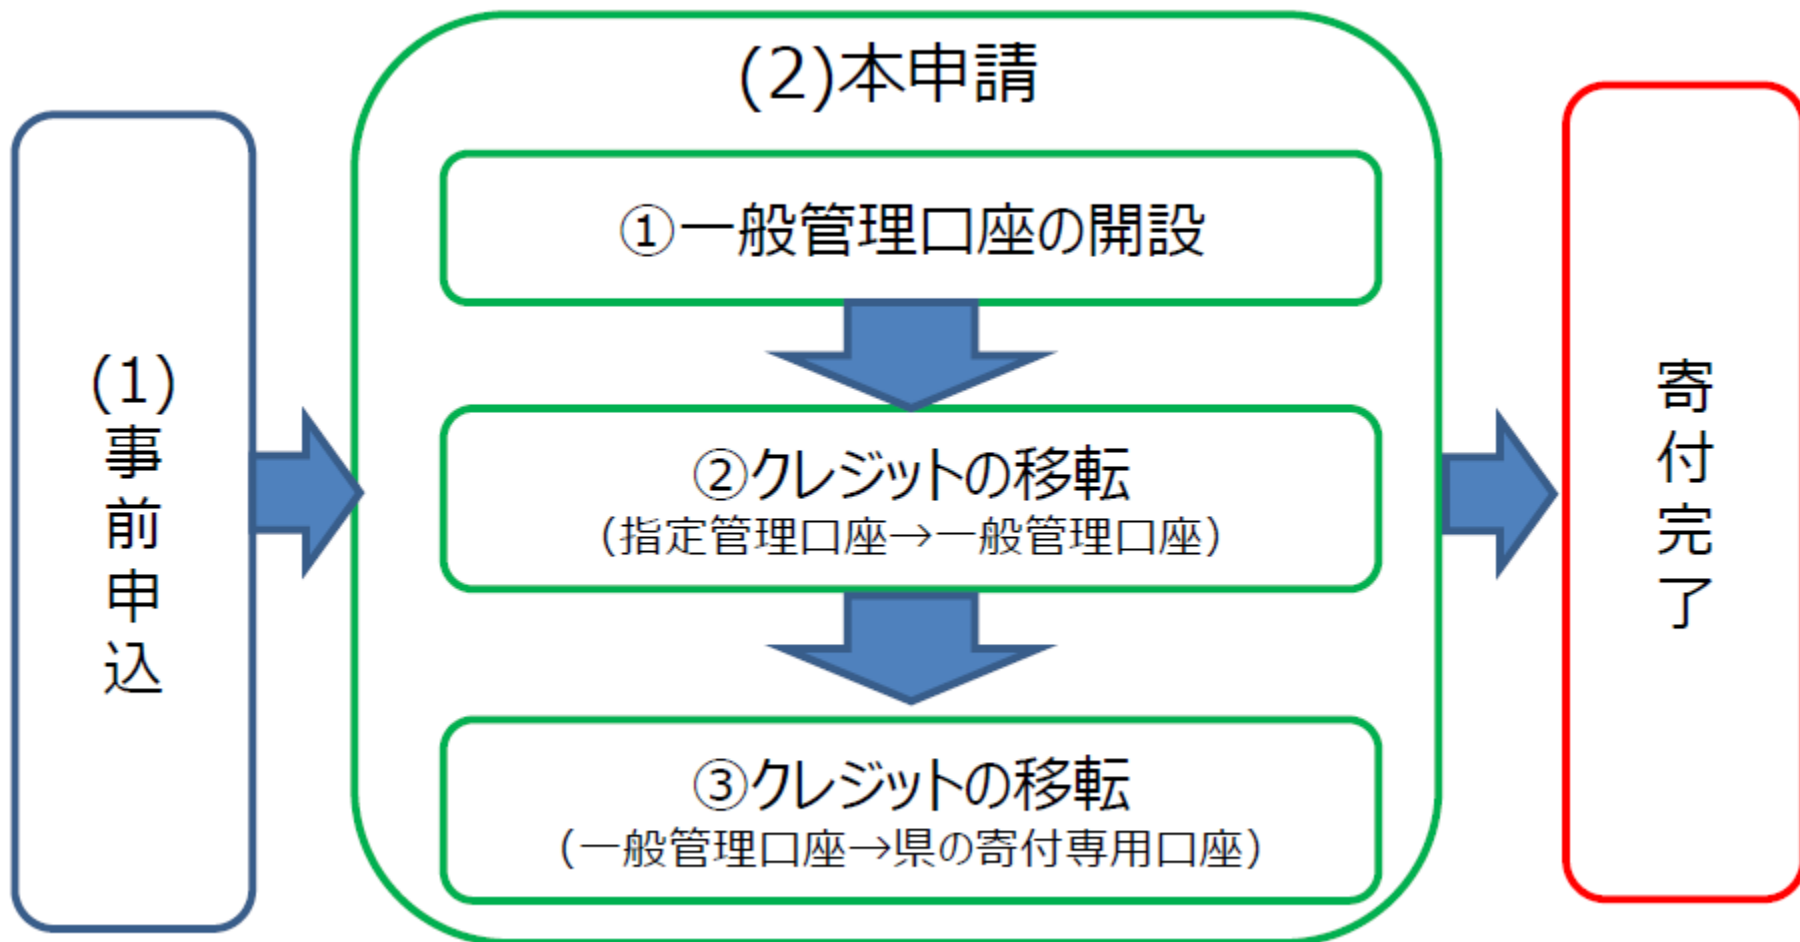 (1)
事前申込
(2)本申請
①一般管理口座の開設
②クレジットの移転
（指定管理口座→一般管理口座）
③クレジットの移転
（一般管理口座→県の寄付専用口座）
寄付完了